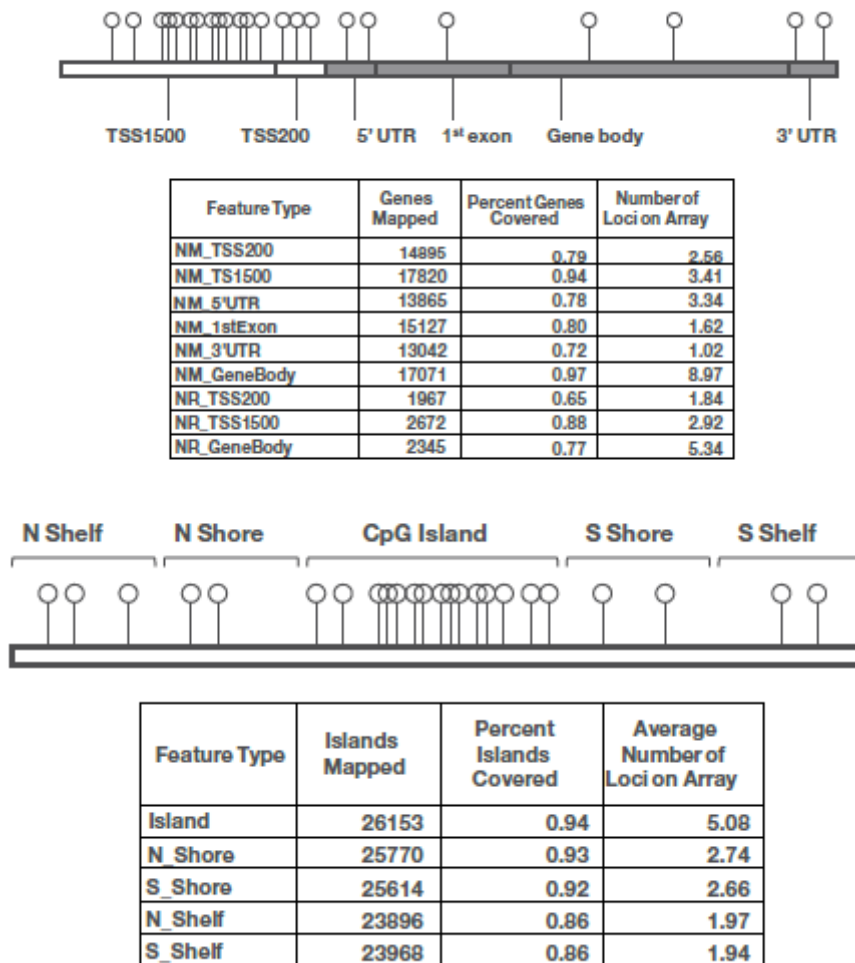 TSS1500 TSS200 5' UTR 1st exon Gene body 3' UTR
Feature Type Genes Mapped Percent Genes Covered Number of Loci on Array
NM_TSS200 14895 0.79 2.56
NM_TS1500 17820 0.94 3.41
NM_5'UTR 13865 0.78 3.34
NM_1stExon 15127 0.80 1.62
NM_3'UTR 13042 0.72 1.02
NM_GeneBody 17071 0.97 8.97
NR_TSS200 1967 0.65 1.84
NR_TSS1500 2672 0.88 2.92
NR_GeneBody 2345 0.77 5.34
N Shelf N Shore CpG Island S Shore S Shelf
Feature Type Islands Mapped Percent Islands Covered Average Number of Loci on Array
Island 26153 0.94 5.08
N_Shore 25770 0.93 2.74
S_Shore 25614 0.92 2.66
N_Shelf 23896 0.86 1.97
S_Shelf 23968 0.86 1.94